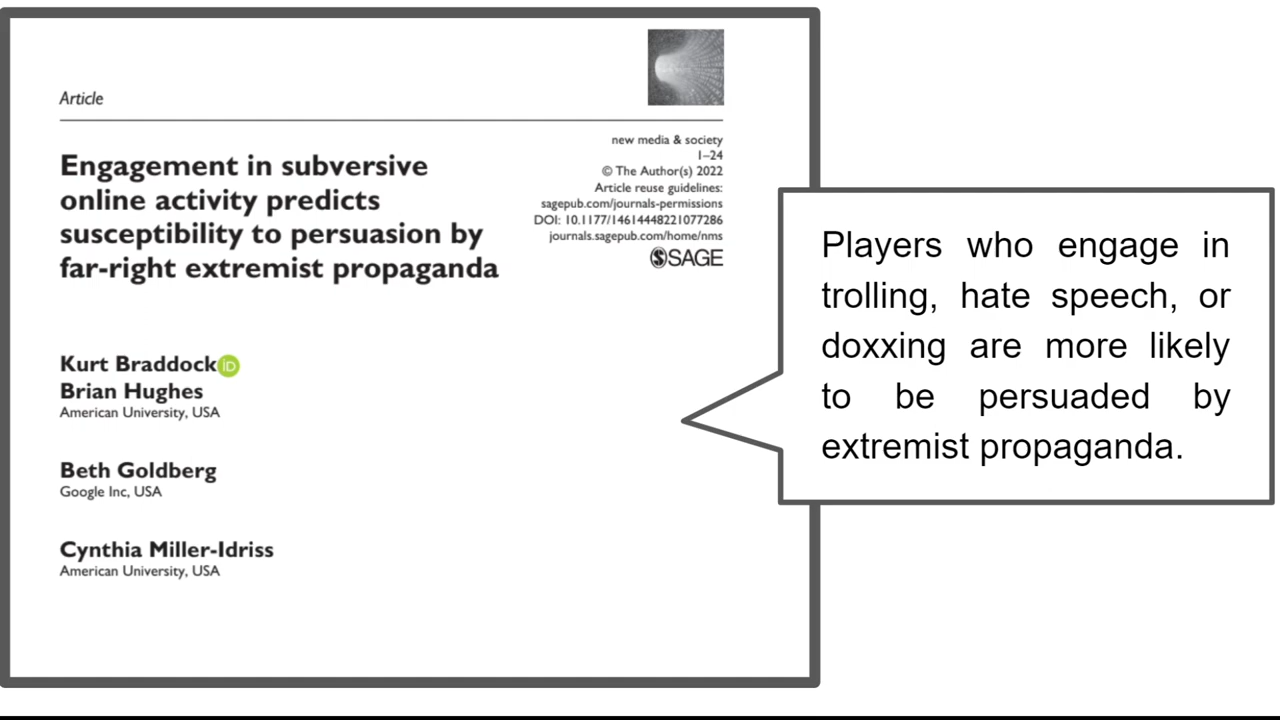 Article
new media & society
1–24
© The Author(s) 2022
Article reuse guidelines:
sagepub.com/journals-permissions
DOI: 10.1177/14614448221077286
journals.sagepub.com/home/nms
SAGE
Engagement in subversive
online activity predicts
susceptibility to persuasion by
far-right extremist propaganda
Kurt Braddock iD
Brian Hughes
American University, USA
Beth Goldberg
Google Inc, USA
Cynthia Miller-Idriss
American University, USA
Players who engage in
trolling, hate speech, or
doxxing are more likely
to be persuaded by
extremist propaganda.